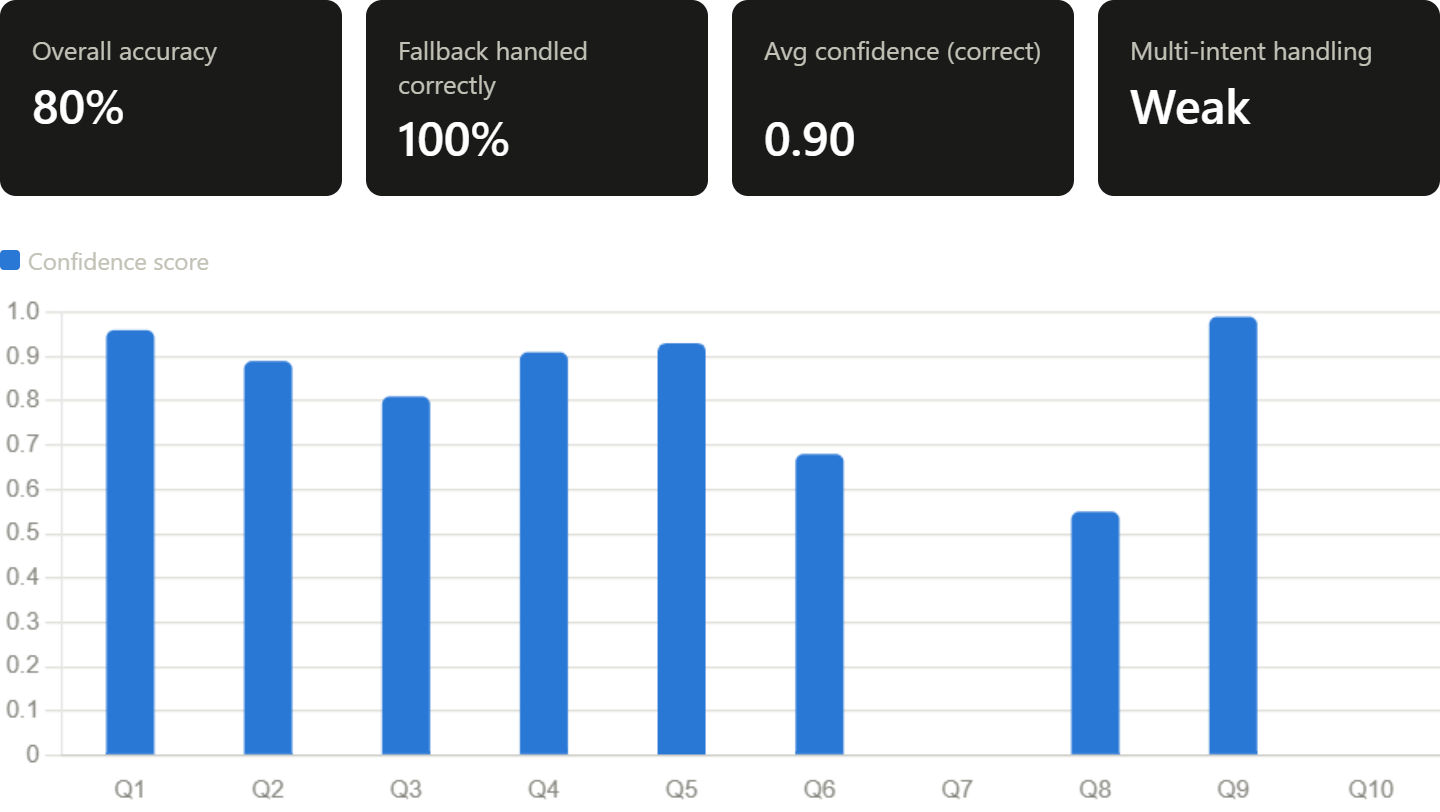 Overall accuracy
80%
Fallback handled
correctly
100%
Avg confidence (correct)
0.90
Multi-intent handling
Weak
Confidence score
1.0
0.9
0.8
0.7
0.6
0.5
0.4
0.3
0.2
0.1
0
Q1 Q2 Q3 Q4 Q5 Q6 Q7 Q8 Q9 Q10